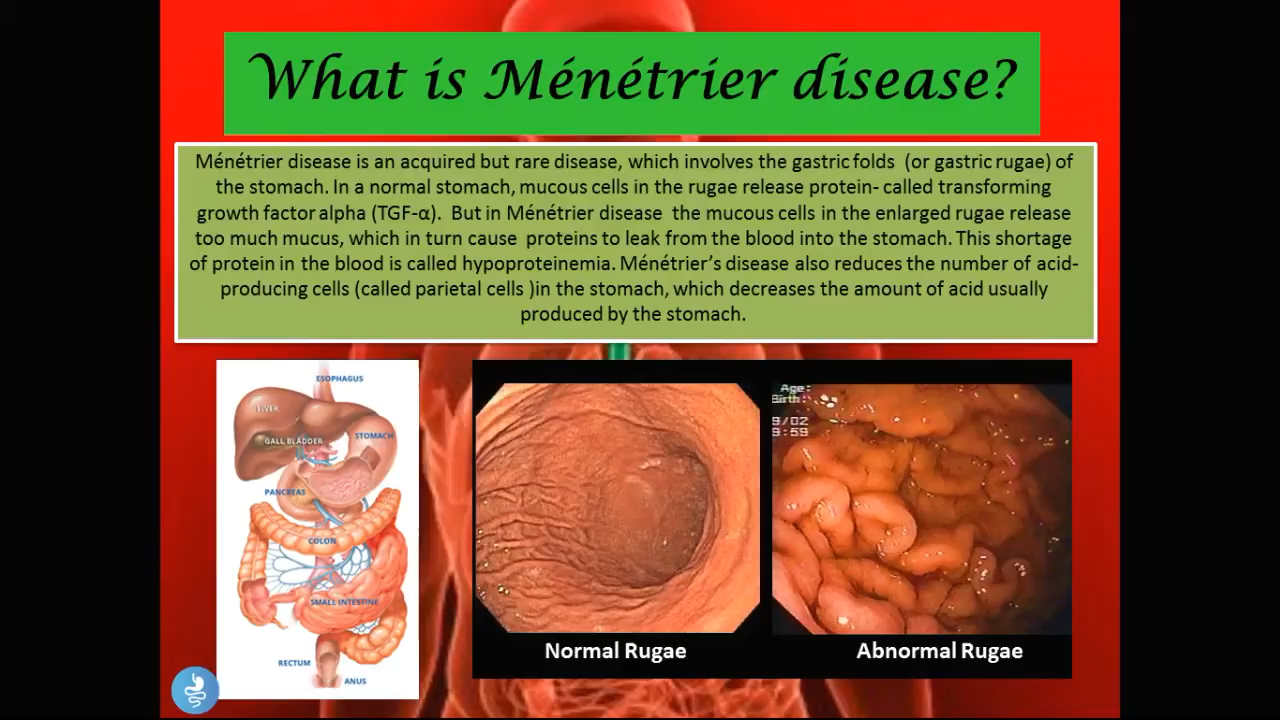 What is Ménétrier disease?
Ménétrier disease is an acquired but rare disease, which involves the gastric folds (or gastric rugae) of
the stomach. In a normal stomach, mucous cells in the rugae release protein- called transforming
growth factor alpha (TGF-α). But in Ménétrier disease the mucous cells in the enlarged rugae release
too much mucus, which in turn cause proteins to leak from the blood into the stomach. This shortage
of protein in the blood is called hypoproteinemia. Ménétrier's disease also reduces the number of acid-
producing cells (called parietal cells )in the stomach, which decreases the amount of acid usually
produced by the stomach.
ESOPHAGUS
LIVER
GALL BLADDER
STOMACH
PANCREAS
COLON
SMALL INTESTINE
RECTUM
ANUS
Age:
Birth:
9/02
9:59
Normal Rugae
Abnormal Rugae